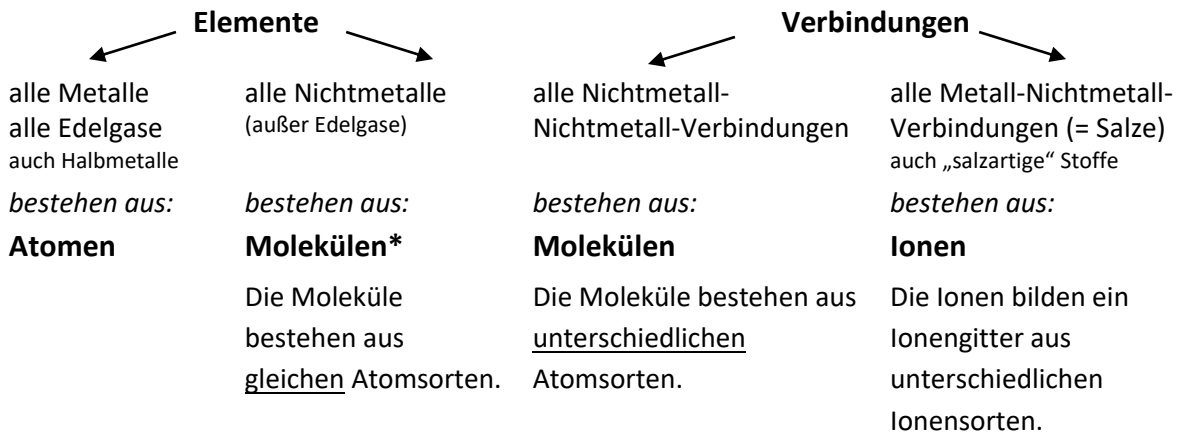 Elemente
Verbindungen
alle Metalle
alle Edelgase
auch Halbmetalle
bestehen aus:
Atomen
alle Nichtmetalle
(außer Edelgase)
bestehen aus:
Molekülen*
Die Moleküle
bestehen aus
gleichen Atomsorten.
alle Nichtmetall-
Nichtmetall-Verbindungen
bestehen aus:
Molekülen
Die Moleküle bestehen aus
unterschiedlichen
Atomsorten.
alle Metall-Nichtmetall-
Verbindungen (= Salze)
auch „salzartige“ Stoffe
bestehen aus:
Ionen
Die Ionen bilden ein
Ionengitter aus
unterschiedlichen
Ionensorten.